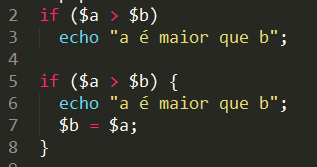 2 if ($a > $b)
3 echo "a é maior que b";
4
5 if ($a > $b) {
6 echo "a é maior que b";
7 $b = $a;
8 }